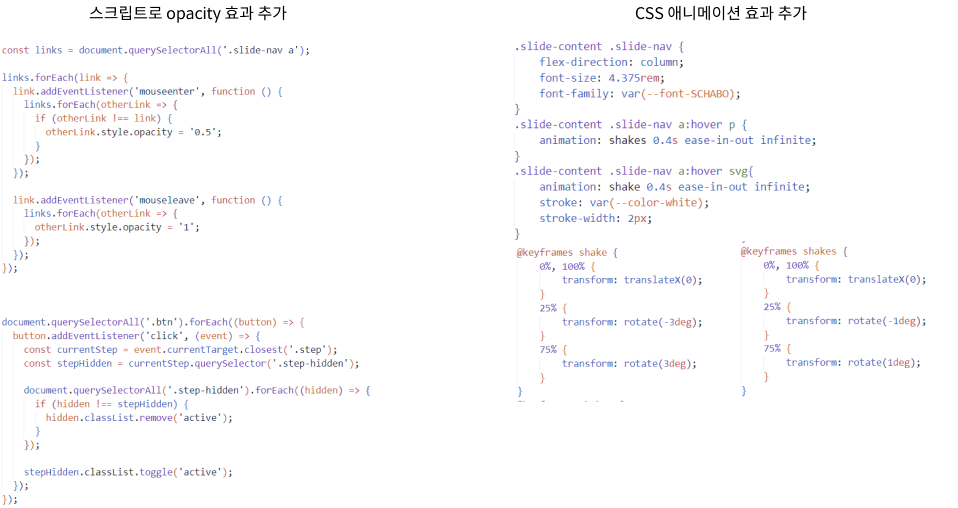 스크립트로 opacity 효과 추가
const links = document.querySelectorAll('.slide-nav a');
links.forEach(link => {
link.addEventListener('mouseenter', function () {
links.forEach(otherLink => {
if (otherLink !== link) {
otherLink.style.opacity = '0.5';
}
});
});
link.addEventListener('mouseleave', function () {
links.forEach(otherLink => {
otherLink.style.opacity = '1';
});
});
});
document.querySelectorAll('.btn').forEach((button) => {
button.addEventListener('click', (event) => {
const currentStep = event.currentTarget.closest('.step');
const stepHidden = currentStep.querySelector('.step-hidden');
document.querySelectorAll('.step-hidden').forEach((hidden) => {
if (hidden !== stepHidden) {
hidden.classList.remove('active');
}
});
stepHidden.classList.toggle('active');
});
});
CSS 애니메이션 효과 추가
.slide-content .slide-nav {
flex-direction: column;
font-size: 4.375rem;
font-family: var(--font-SCHABO);
}
.slide-content .slide-nav a:hover p {
animation: shakes 0.4s ease-in-out infinite;
}
.slide-content .slide-nav a:hover svg{
animation: shake 0.4s ease-in-out infinite;
stroke: var(--color-white);
stroke-width: 2px;
}
@keyframes shake {
0%, 100% {
transform: translateX(0);
}
25% {
transform: rotate(-3deg);
}
75% {
transform: rotate(3deg);
}
}
@keyframes shakes {
0%, 100% {
transform: translateX(0);
}
25% {
transform: rotate(-1deg);
}
75% {
transform: rotate(1deg);
}
}